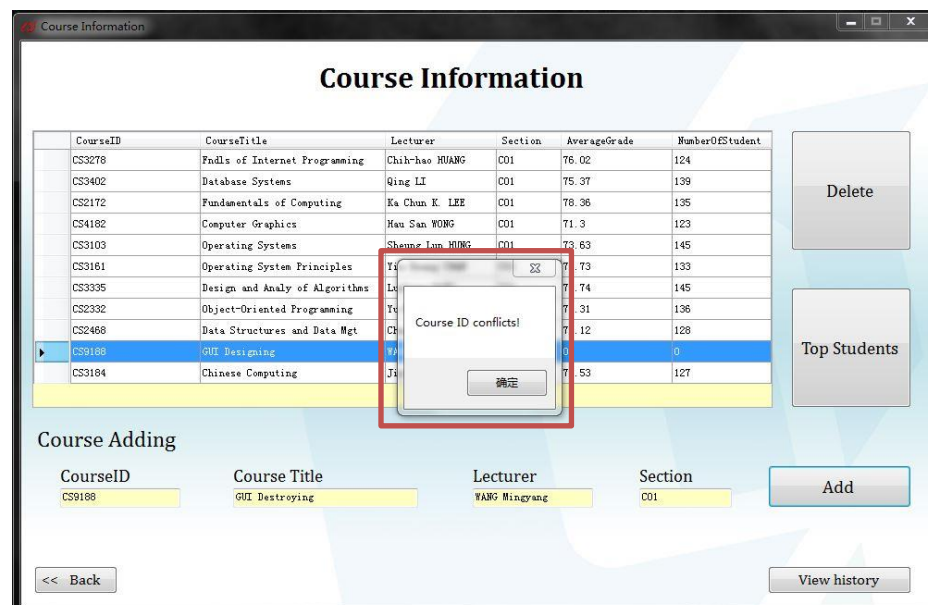 Course Information
Course Information
CourseID CourseTitle Lecturer Section AverageGrade NumberOfStudent
CS3278 Fndls of Internet Programming Chih-hao HUANG C01 76.02 124
CS3402 Database Systems Qing LI C01 75.37 139
CS2172 Fundamentals of Computing Ka Chun K. LEE C01 78.36 135
CS4182 Computer Graphics Hau San WONG C01 71.3 123
CS3103 Operating Systems Sheung Lun HUNG C01 73.63 145
CS3161 Operating System Principles 133
CS3335 Design and Analy of Algorithms 145
CS2332 Object-Oriented Programming 136
CS2468 Data Structures and Data Mgt 128
CS9188 GUI Designing 0 0
CS3184 Chinese Computing 127
Delete
Top Students
Course ID conflicts!
确定
Course Adding
CourseID Course Title Lecturer Section
CS9188 GUI Destroying WANG Mingyang C01
Add
<< Back
View history